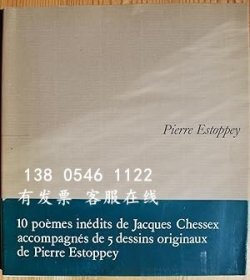 Pierre Estoppey
138 0546 1122
有发票 客服在线
10 poèmes inédits de Jacques Chessex
accompagnés de 5 dessins originaux
de Pierre Estoppey